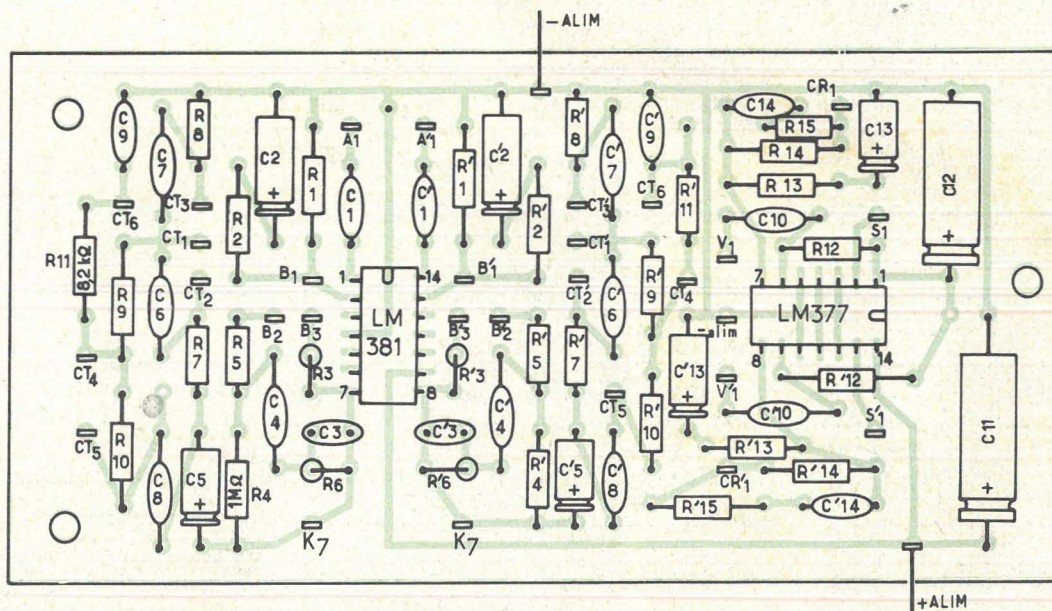 -ALIM
CR1
C9
C7
R8
C2
+
R1
A1
C1
A'1
C'1
R'1
C'2
+
R'8
C'7
C'9
C14
R15
R14
R13
C13
+
C12
+
CT6
CT3
CT1
R2
R'2
CT'3
CT'1
CT6
R'11
C10
S1
V1
R12
R11
8,2 kΩ
R9
C6
CT2
B1
1
14
B'1
CT'2
C'6
R'9
CT4
7
1
LM377
8
14
LM
381
7
8
CT4
R7
R5
B2
B3
R3
B'3
R'3
B'2
R'5
R'7
-alim
C'13
+
V'1
R'12
CT5
R10
C8
C5
+
1MΩ
R4
C4
C3
R6
C'3
R'6
C'4
R'4
C'5
+
CT5
C'8
R'10
C'10
S'1
R'13
CR'1
R'14
R'15
C'14
C11
+
K7
K7
+ALIM